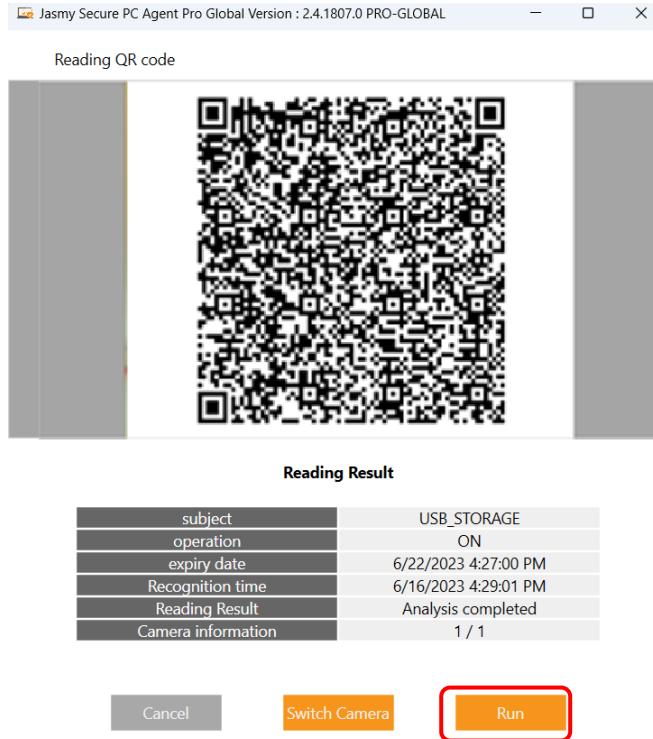 Jasmy Secure PC Agent Pro Global Version : 2.4.1807.0 PRO-GLOBAL
Reading QR code
Reading Result
subject USB_STORAGE
operation ON
expiry date 6/22/2023 4:27:00 PM
Recognition time 6/16/2023 4:29:01 PM
Reading Result Analysis completed
Camera information 1 / 1
Cancel Switch Camera Run